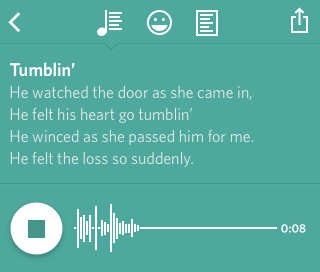 Tumblin’
He watched the door as she came in,
He felt his heart go tumblin’
He winced as she passed him for me.
He felt the loss so suddenly.
0:08